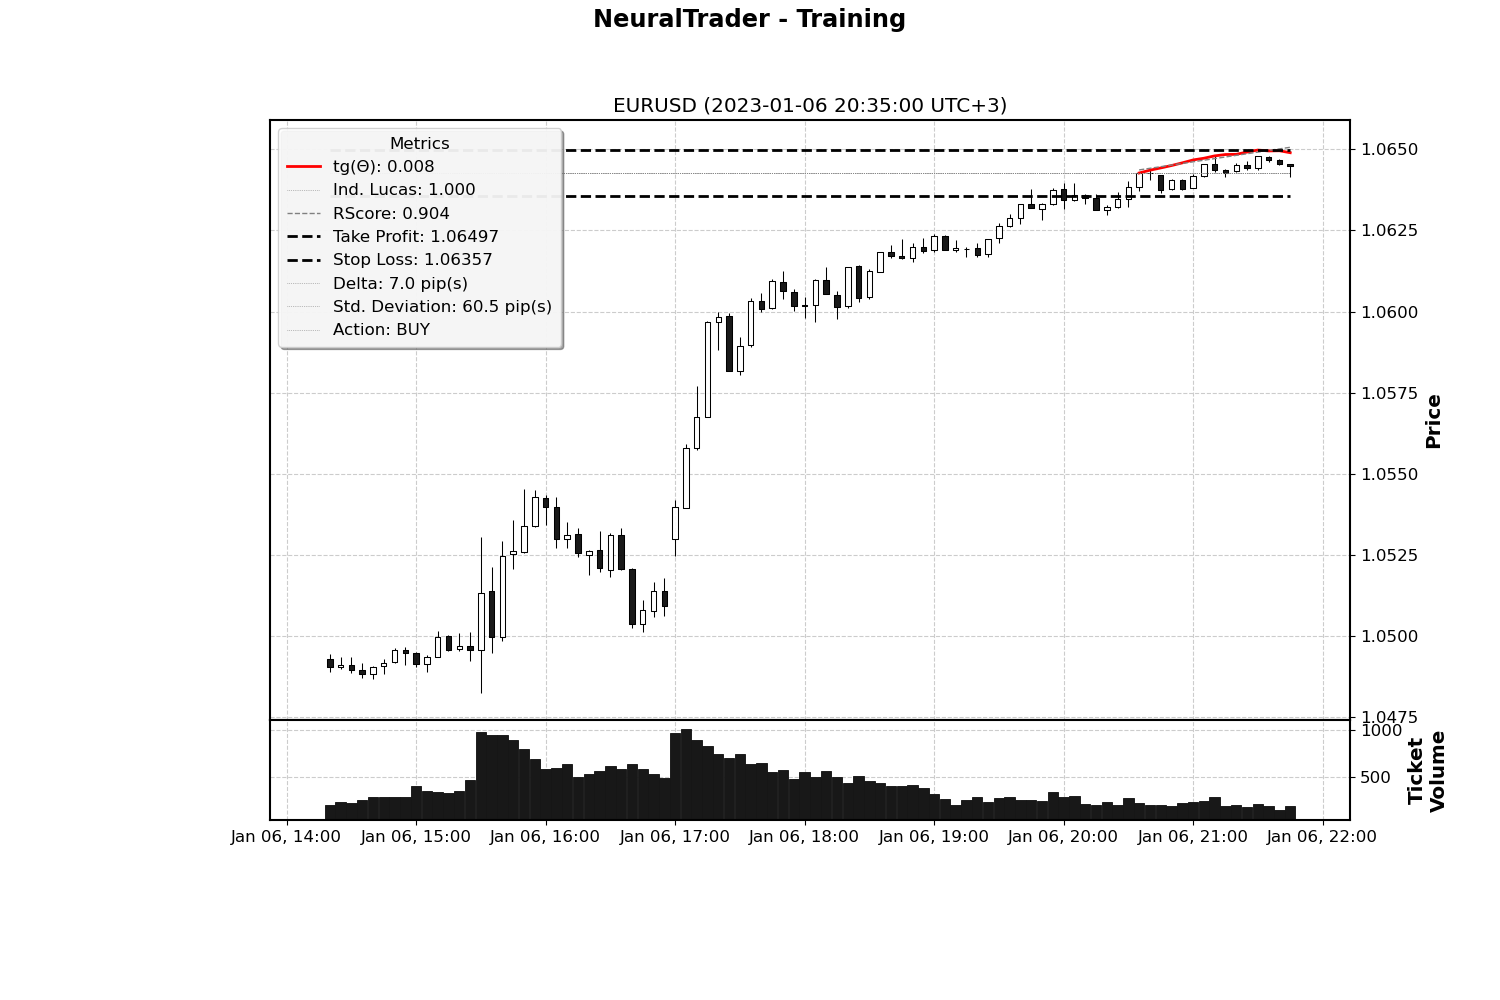 NeuralTrader - Training
EURUSD (2023-01-06 20:35:00 UTC+3)
Metrics
tg(Θ): 0.008
Ind. Lucas: 1.000
RScore: 0.904
Take Profit: 1.06497
Stop Loss: 1.06357
Delta: 7.0 pip(s)
Std. Deviation: 60.5 pip(s)
Action: BUY
1.0650
1.0625
1.0600
1.0575
1.0550
1.0525
1.0500
1.0475
Price
1000
500
Ticket
Volume
Jan 06, 14:00
Jan 06, 15:00
Jan 06, 16:00
Jan 06, 17:00
Jan 06, 18:00
Jan 06, 19:00
Jan 06, 20:00
Jan 06, 21:00
Jan 06, 22:00